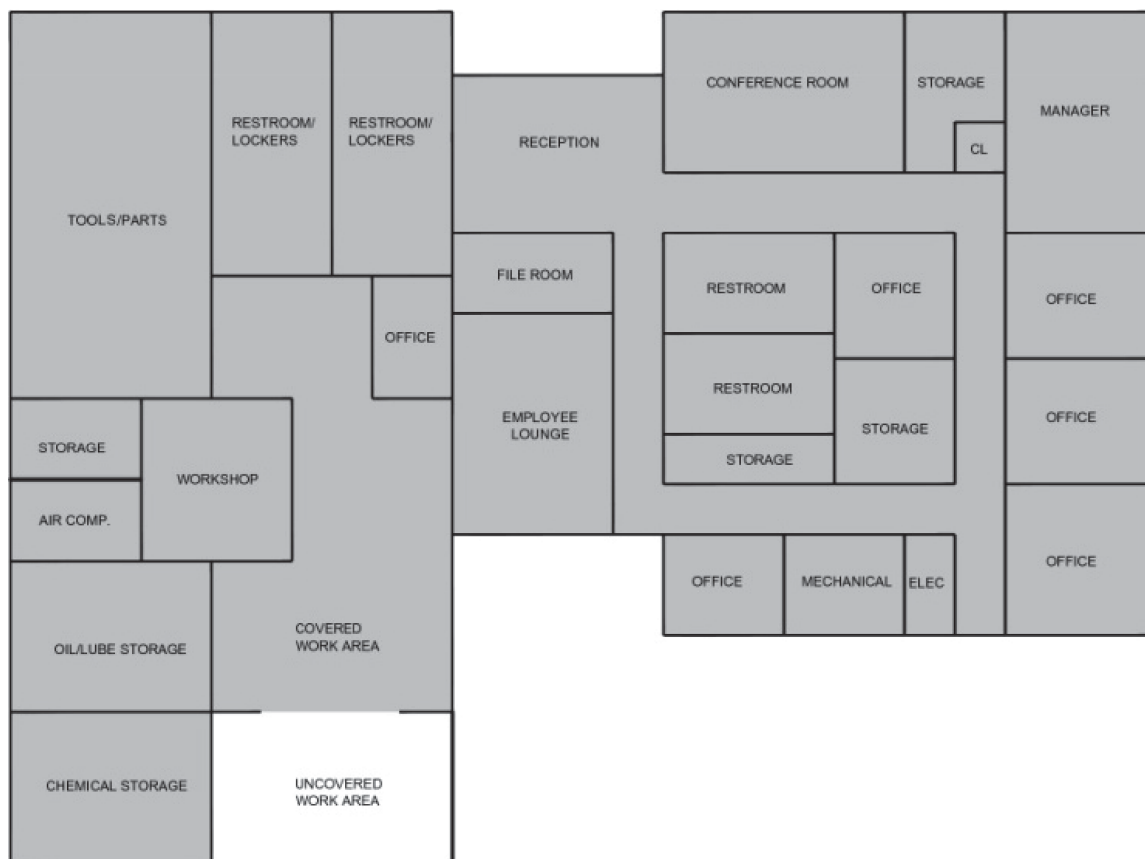 CONFERENCE ROOM
STORAGE
MANAGER
RESTROOM/
LOCKERS
RESTROOM/
LOCKERS
RECEPTION
CL
TOOLS/PARTS
FILE ROOM
RESTROOM
OFFICE
OFFICE
OFFICE
RESTROOM
EMPLOYEE
LOUNGE
OFFICE
STORAGE
STORAGE
STORAGE
WORKSHOP
AIR COMP.
OFFICE
OFFICE
MECHANICAL
ELEC
COVERED
WORK AREA
OIL/LUBE STORAGE
CHEMICAL STORAGE
UNCOVERED
WORK AREA